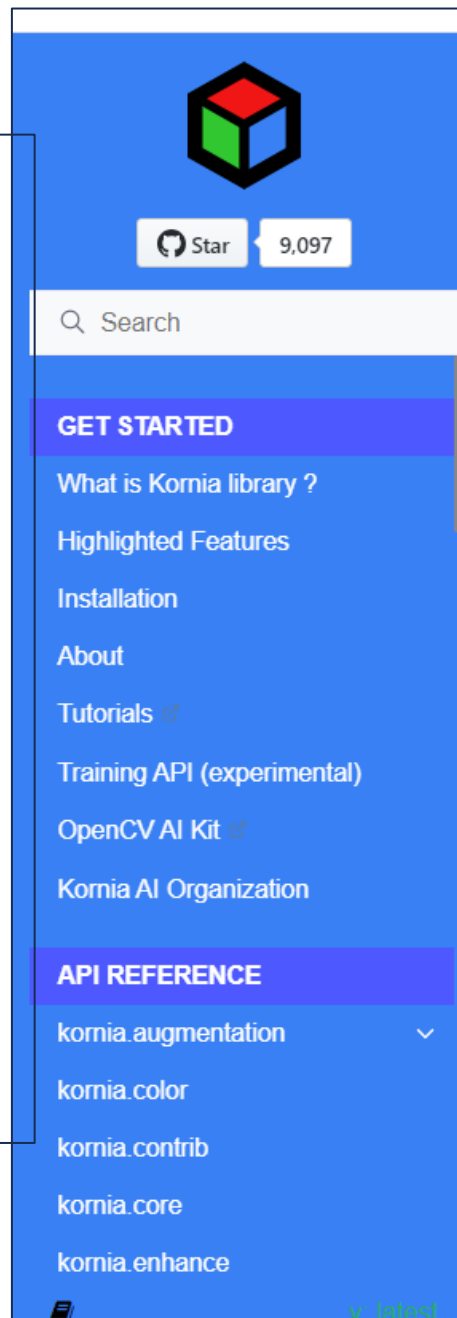 Star 9,097
Search
GET STARTED
What is Kornia library ?
Highlighted Features
Installation
About
Tutorials
Training API (experimental)
OpenCV AI Kit
Kornia AI Organization
API REFERENCE
kornia.augmentation
kornia.color
kornia.contrib
kornia.core
kornia.enhance
v: latest